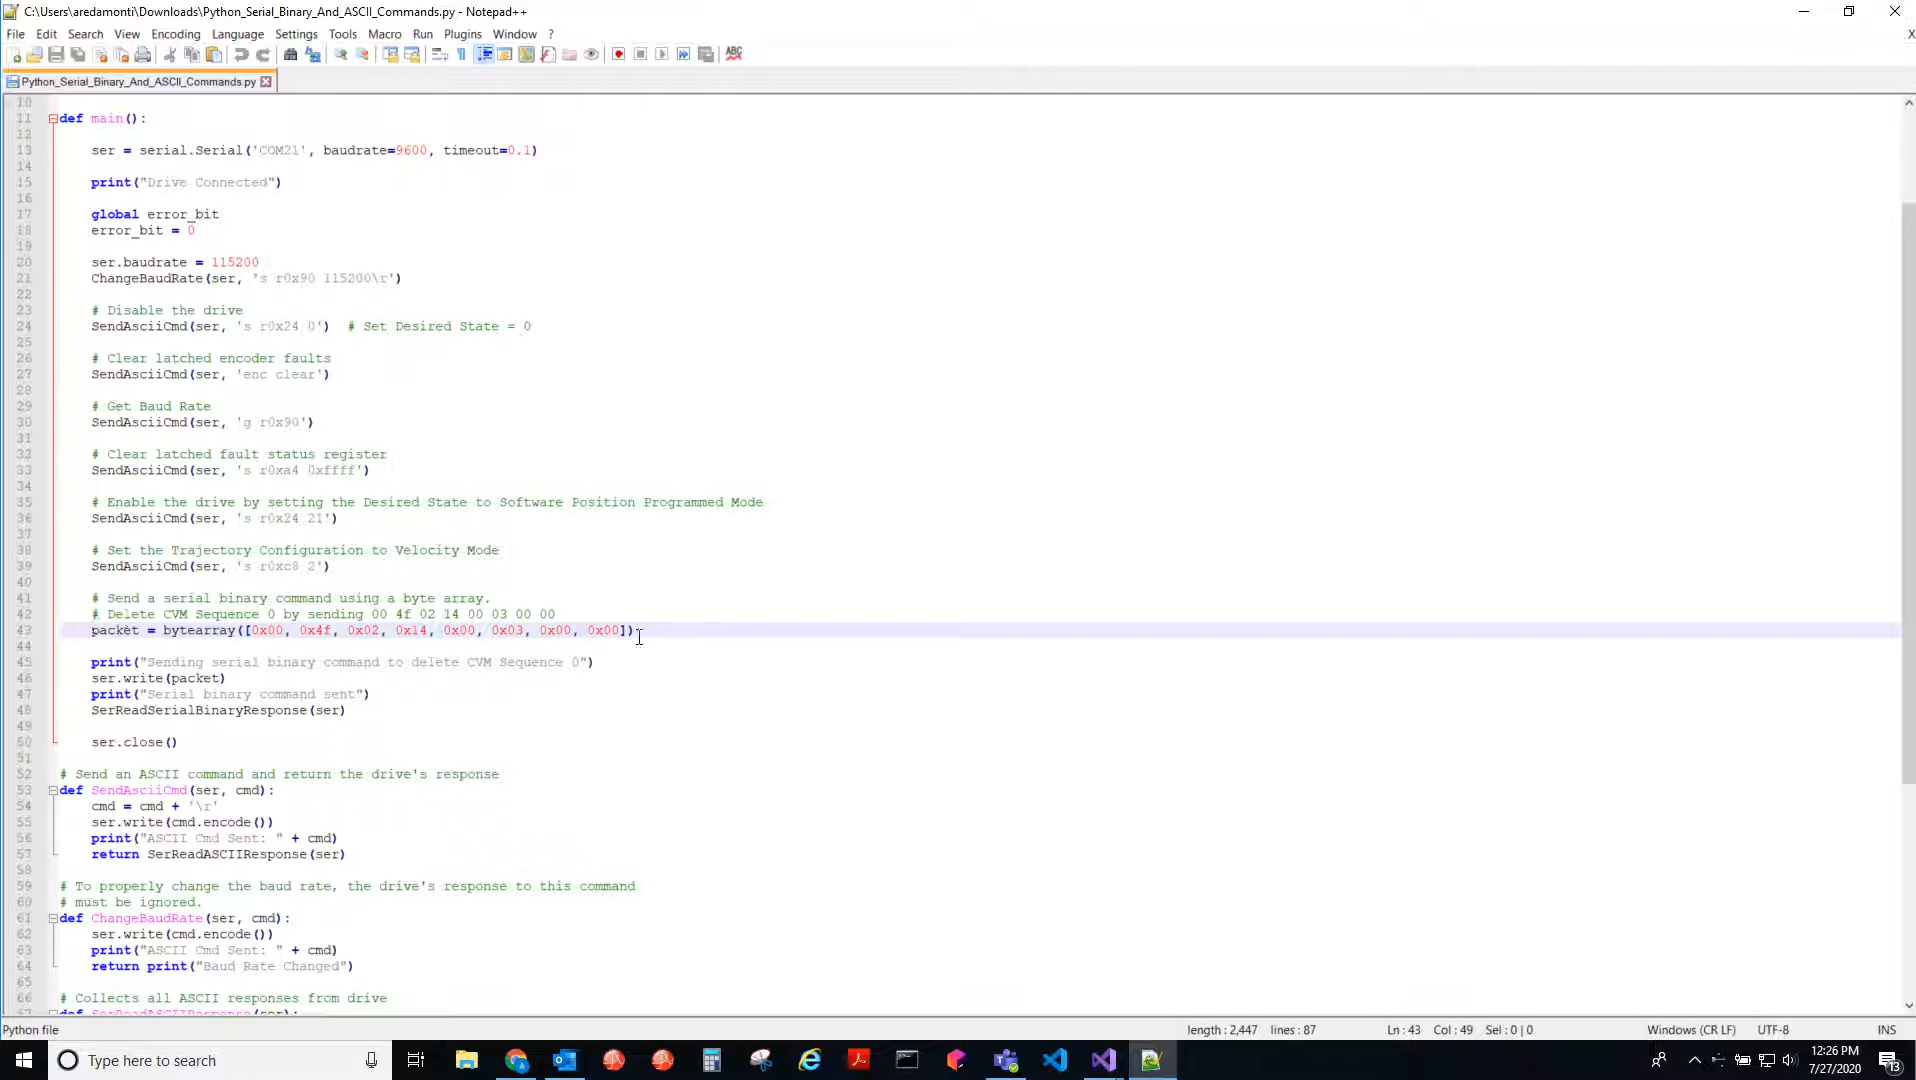 C:\Users\aredamonti\Downloads\Python_Serial_Binary_And_ASCII_Commands.py - Notepad++
File Edit Search View Encoding Language Settings Tools Macro Run Plugins Window ? X
Python_Serial_Binary_And_ASCII_Commands.py
10
11 def main():
12
13 ser = serial.Serial('COM21', baudrate=9600, timeout=0.1)
14
15 print("Drive Connected")
16
17 global error_bit
18 error_bit = 0
19
20 ser.baudrate = 115200
21 ChangeBaudRate(ser, 's r0x90 115200\r')
22
23 # Disable the drive
24 SendAsciiCmd(ser, 's r0x24 0') # Set Desired State = 0
25
26 # Clear latched encoder faults
27 SendAsciiCmd(ser, 'enc clear')
28
29 # Get Baud Rate
30 SendAsciiCmd(ser, 'g r0x90')
31
32 # Clear latched fault status register
33 SendAsciiCmd(ser, 's r0xa4 0xffff')
34
35 # Enable the drive by setting the Desired State to Software Position Programmed Mode
36 SendAsciiCmd(ser, 's r0x24 21')
37
38 # Set the Trajectory Configuration to Velocity Mode
39 SendAsciiCmd(ser, 's r0xc8 2')
40
41 # Send a serial binary command using a byte array.
42 # Delete CVM Sequence 0 by sending 00 4f 02 14 00 03 00 00
43 packet = bytearray([0x00, 0x4f, 0x02, 0x14, 0x00, 0x03, 0x00, 0x00])
44
45 print("Sending serial binary command to delete CVM Sequence 0")
46 ser.write(packet)
47 print("Serial binary command sent")
48 SerReadSerialBinaryResponse(ser)
49
50 ser.close()
51
52 # Send an ASCII command and return the drive's response
53 def SendAsciiCmd(ser, cmd):
54 cmd = cmd + '\r'
55 ser.write(cmd.encode())
56 print("ASCII Cmd Sent: " + cmd)
57 return SerReadASCIIResponse(ser)
58
59 # To properly change the baud rate, the drive's response to this command
60 # must be ignored.
61 def ChangeBaudRate(ser, cmd):
62 ser.write(cmd.encode())
63 print("ASCII Cmd Sent: " + cmd)
64 return print("Baud Rate Changed")
65
66 # Collects all ASCII responses from drive
67 def SerReadASCIIResponse(ser):
Python file length : 2,447 lines : 87 Ln : 43 Col : 49 Sel : 0 | 0 Windows (CR LF) UTF-8 INS
Type here to search
12:26 PM
7/27/2020
13